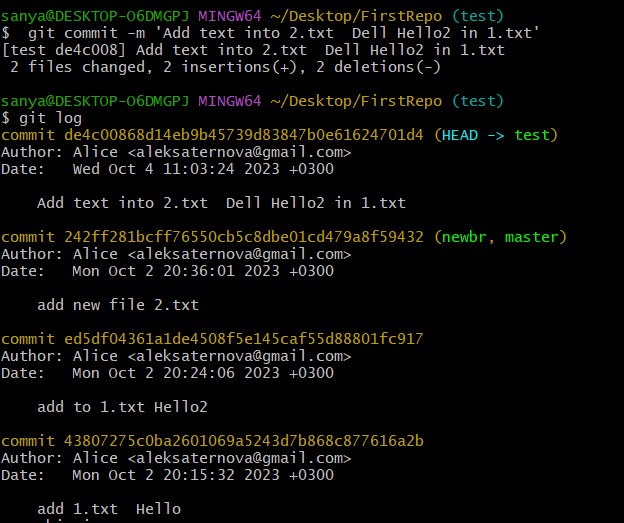 sanya@DESKTOP-O6DMGPJ MINGW64 ~/Desktop/FirstRepo (test)
$  git commit -m 'Add text into 2.txt  Dell Hello2 in 1.txt'
[test de4c008] Add text into 2.txt  Dell Hello2 in 1.txt
 2 files changed, 2 insertions(+), 2 deletions(-)
sanya@DESKTOP-O6DMGPJ MINGW64 ~/Desktop/FirstRepo (test)
$ git log
commit de4c00868d14eb9b45739d83847b0e61624701d4 (HEAD -> test)
Author: Alice <aleksaternova@gmail.com>
Date:   Wed Oct 4 11:03:24 2023 +0300
    Add text into 2.txt  Dell Hello2 in 1.txt
commit 242ff281bcff76550cb5c8dbe01cd479a8f59432 (newbr, master)
Author: Alice <aleksaternova@gmail.com>
Date:   Mon Oct 2 20:36:01 2023 +0300
    add new file 2.txt
commit ed5df04361a1de4508f5e145caf55d88801fc917
Author: Alice <aleksaternova@gmail.com>
Date:   Mon Oct 2 20:24:06 2023 +0300
    add to 1.txt Hello2
commit 43807275c0ba2601069a5243d7b868c877616a2b
Author: Alice <aleksaternova@gmail.com>
Date:   Mon Oct 2 20:15:32 2023 +0300
    add 1.txt  Hello